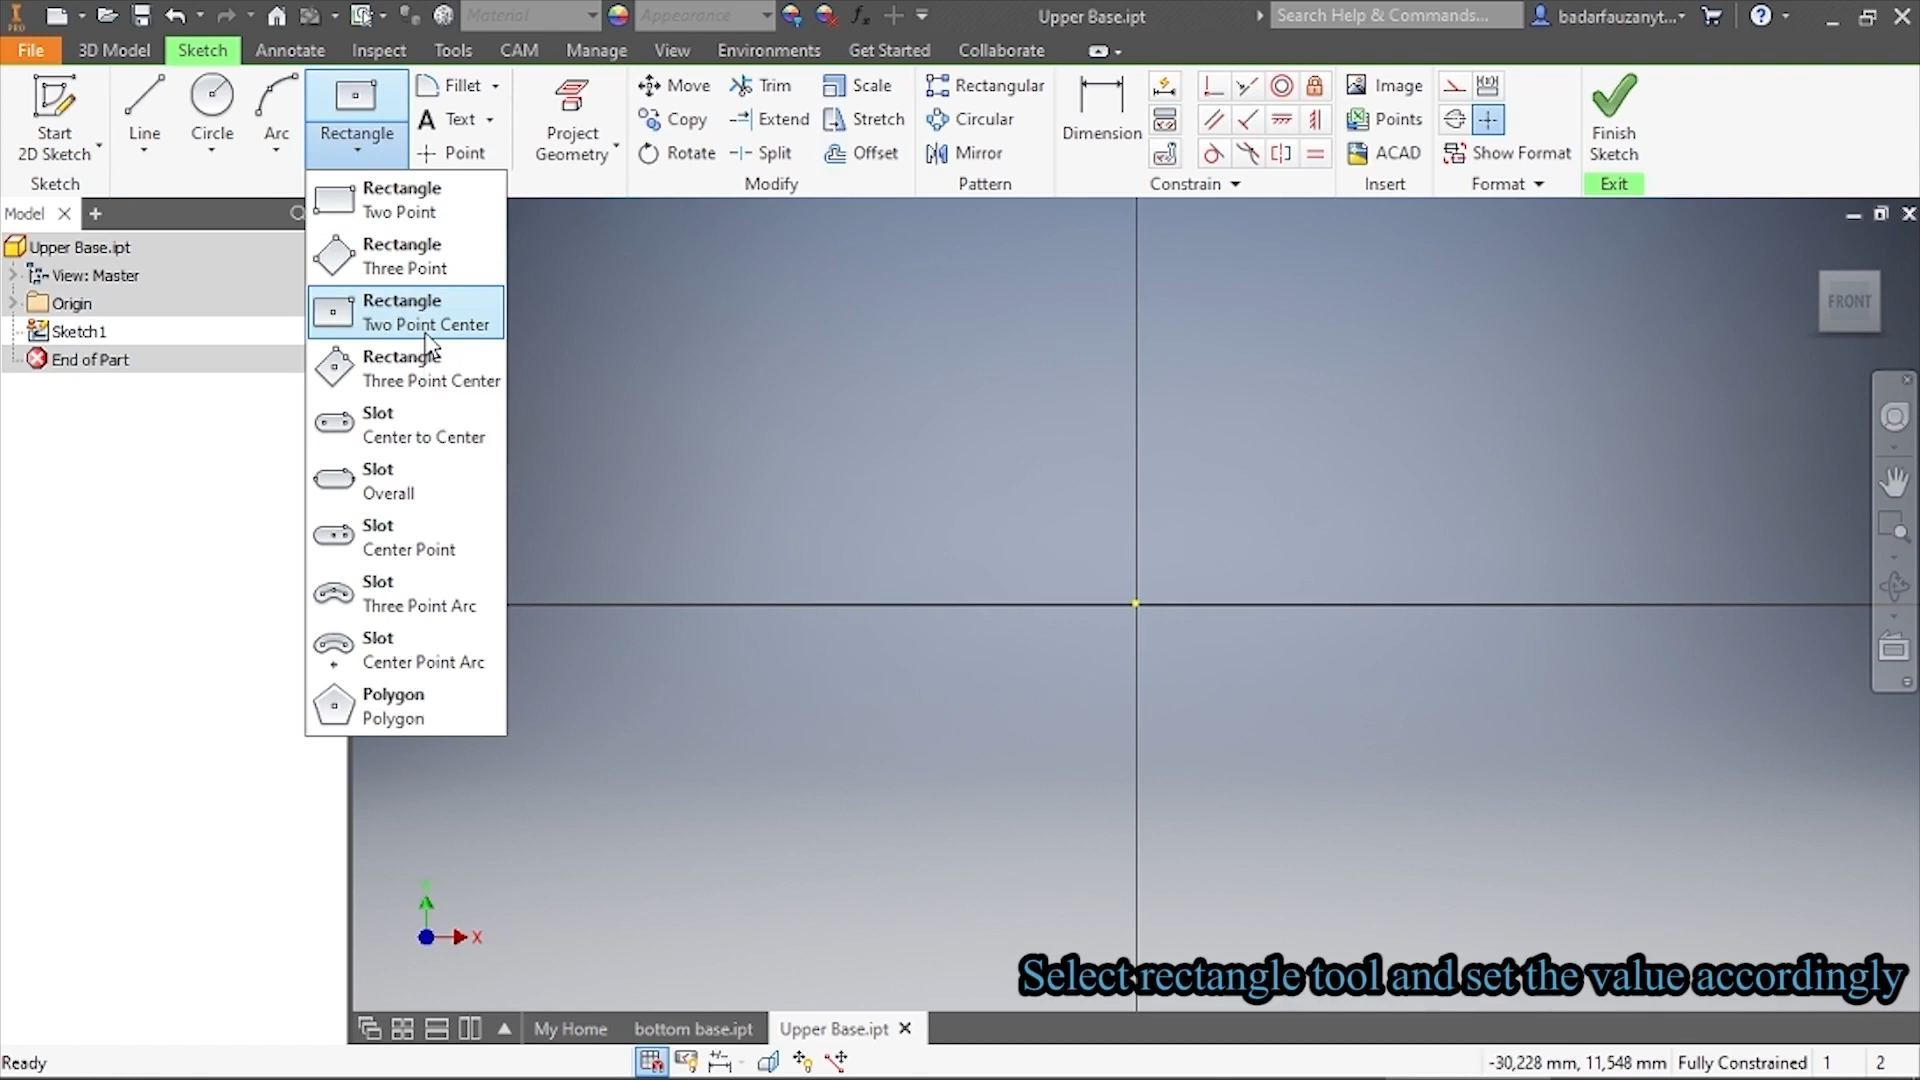 Material
Appearance
Upper Base.ipt
Search Help & Commands...
badarfauzanyt...
PRO
File
3D Model
Sketch
Annotate
Inspect
Tools
CAM
Manage
View
Environments
Get Started
Collaborate
Start
2D Sketch
Line
Circle
Arc
Rectangle
Fillet
Text
Point
Project
Geometry
Move
Copy
Rotate
Trim
Extend
Split
Scale
Stretch
Offset
Rectangular
Circular
Mirror
Dimension
Image
Points
ACAD
Show Format
Finish
Sketch
Sketch
Modify
Pattern
Constrain
Insert
Format
Exit
Model
Upper Base.ipt
View: Master
Origin
Sketch1
End of Part
Rectangle
Two Point
Rectangle
Three Point
Rectangle
Two Point Center
Rectangle
Three Point Center
Slot
Center to Center
Slot
Overall
Slot
Center Point
Slot
Three Point Arc
Slot
Center Point Arc
Polygon
Polygon
FRONT
X
Select rectangle tool and set the value accordingly
My Home
bottom base.ipt
Upper Base.ipt
Ready
-30,228 mm, 11,548 mm
Fully Constrained
1
2